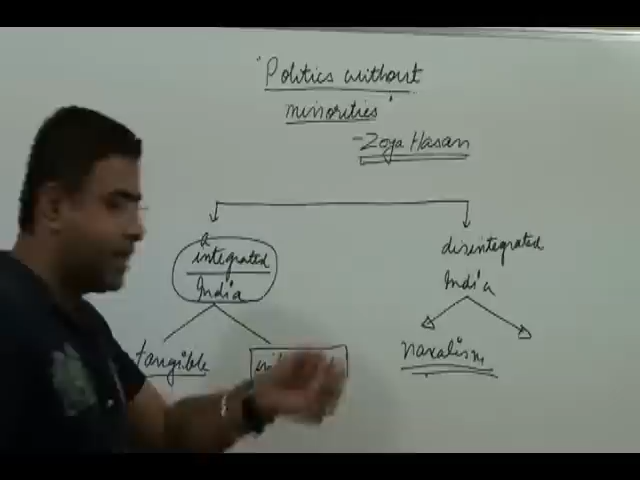 "Politics without
minorities"
- Zoya Hasan
a
integrated
India
disintegrated
India
tangible
naxalism